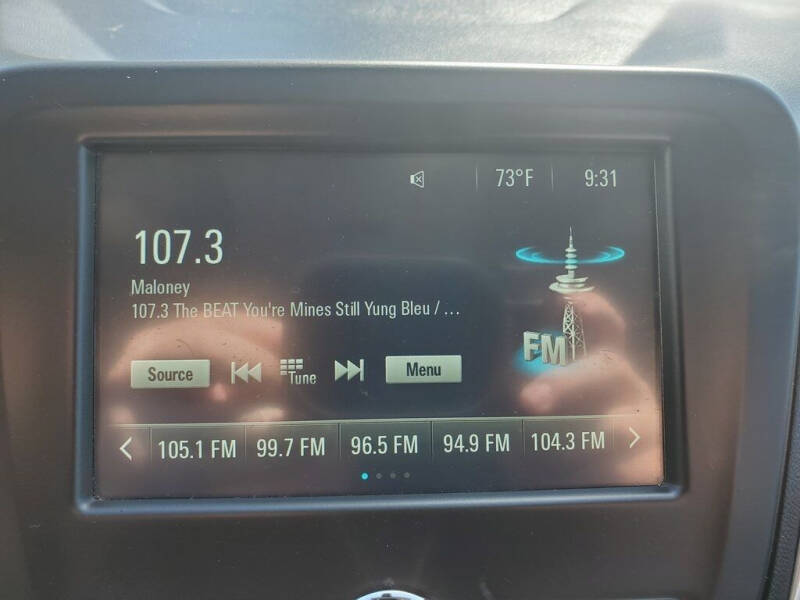 73°F 9:31
107.3
Maloney
107.3 The BEAT You're Mines Still Yung Bleu / ...
FM
Source Tune Menu
105.1 FM 99.7 FM 96.5 FM 94.9 FM 104.3 FM